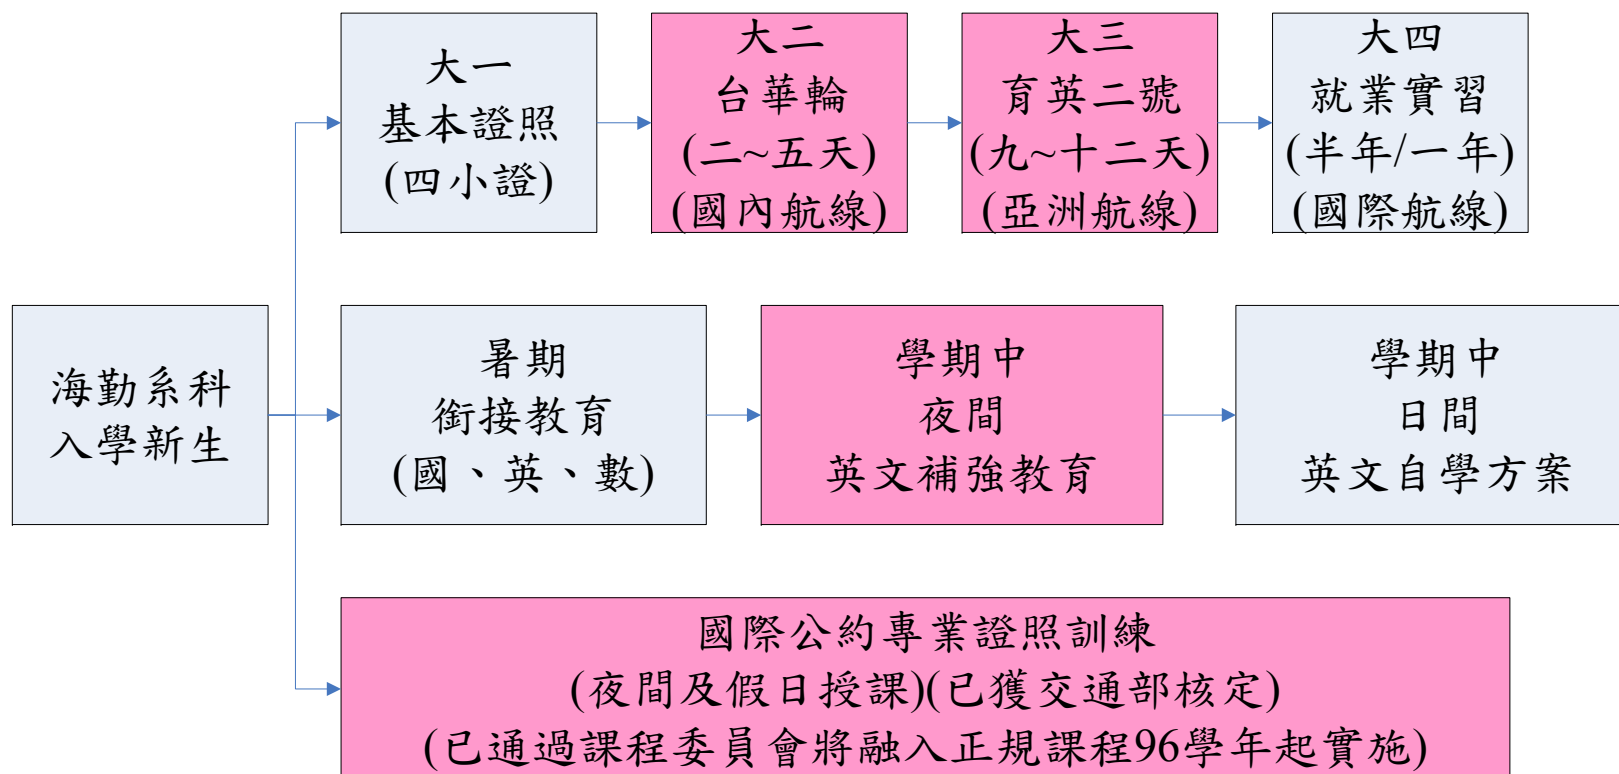 大一
基本證照
(四小證)
大二
台華輪
(二~五天)
(國內航線)
大三
育英二號
(九~十二天)
(亞洲航線)
大四
就業實習
(半年/一年)
(國際航線)
海勤系科
入學新生
暑期
銜接教育
(國、英、數)
學期中
夜間
英文補強教育
學期中
日間
英文自學方案
國際公約專業證照訓練
(夜間及假日授課)(已獲交通部核定)
(已通過課程委員會將融入正規課程96學年起實施)